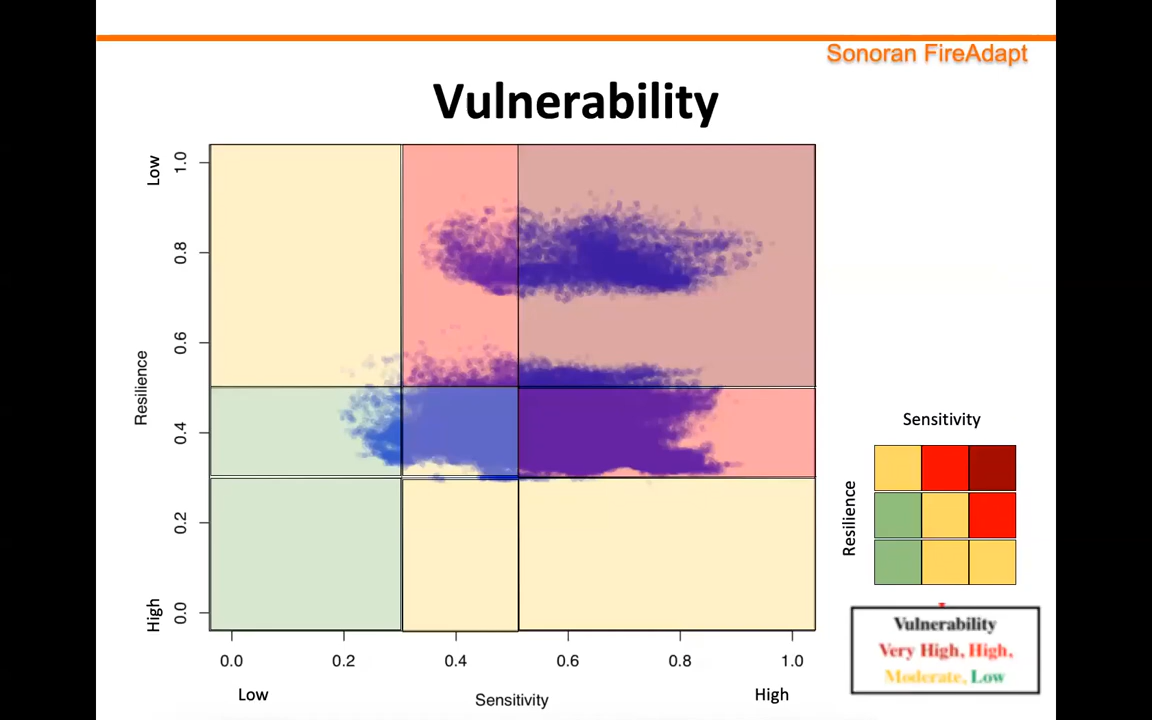 Sonoran FireAdapt
Vulnerability
Low
1.0
0.8
0.6
0.4
0.2
0.0
High
Resilience
0.0 0.2 0.4 0.6 0.8 1.0
Low
Sensitivity
High
Sensitivity
Resilience
Vulnerability
Very High, High,
Moderate, Low